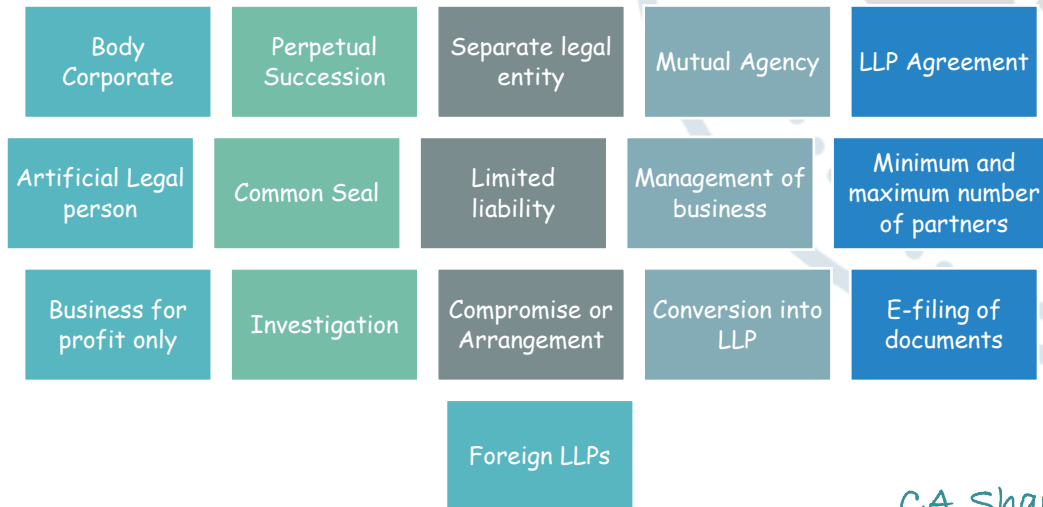 Body
Corporate
Perpetual
Succession
Separate legal
entity
Mutual Agency
LLP Agreement
Artificial Legal
person
Common Seal
Limited
liability
Management of
business
Minimum and
maximum number
of partners
Business for
profit only
Investigation
Compromise or
Arrangement
Conversion into
LLP
E-filing of
documents
Foreign LLPs
CA